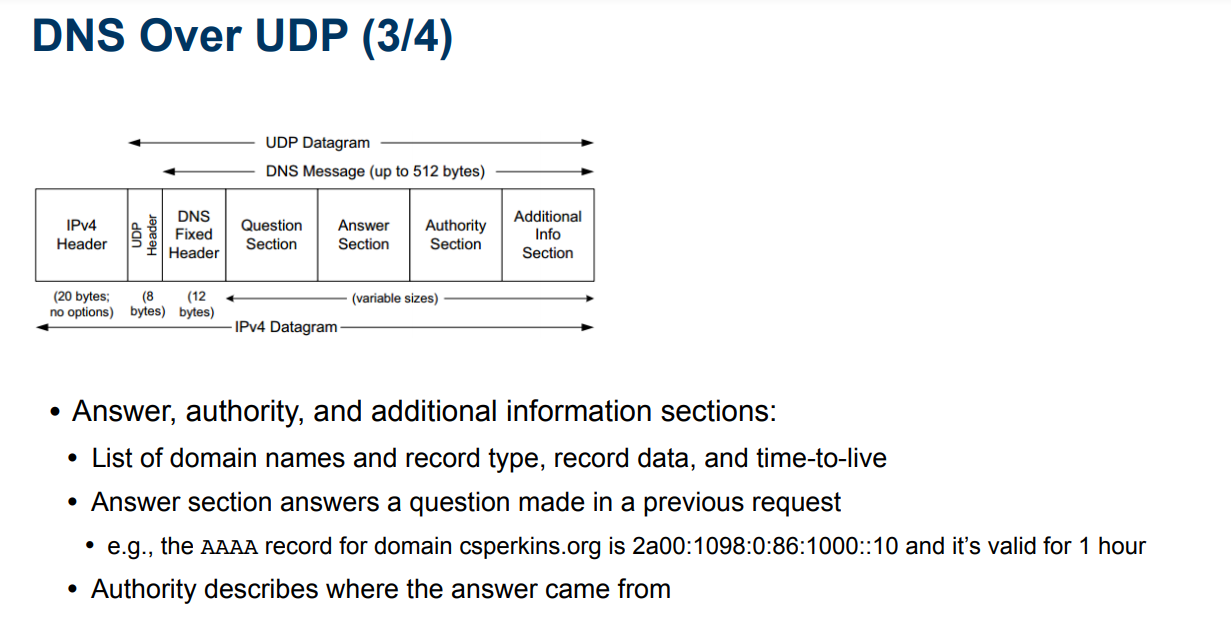 DNS Over UDP (3/4)
UDP Datagram
DNS Message (up to 512 bytes)
IPv4
Header
UDP
Header
DNS
Fixed
Header
Question
Section
Answer
Section
Authority
Section
Additional
Info
Section
(20 bytes;
no options)
(8
bytes)
(12
bytes)
(variable sizes)
IPv4 Datagram
• Answer, authority, and additional information sections:
• List of domain names and record type, record data, and time-to-live
• Answer section answers a question made in a previous request
• e.g., the AAAA record for domain csperkins.org is 2a00:1098:0:86:1000::10 and it’s valid for 1 hour
• Authority describes where the answer came from